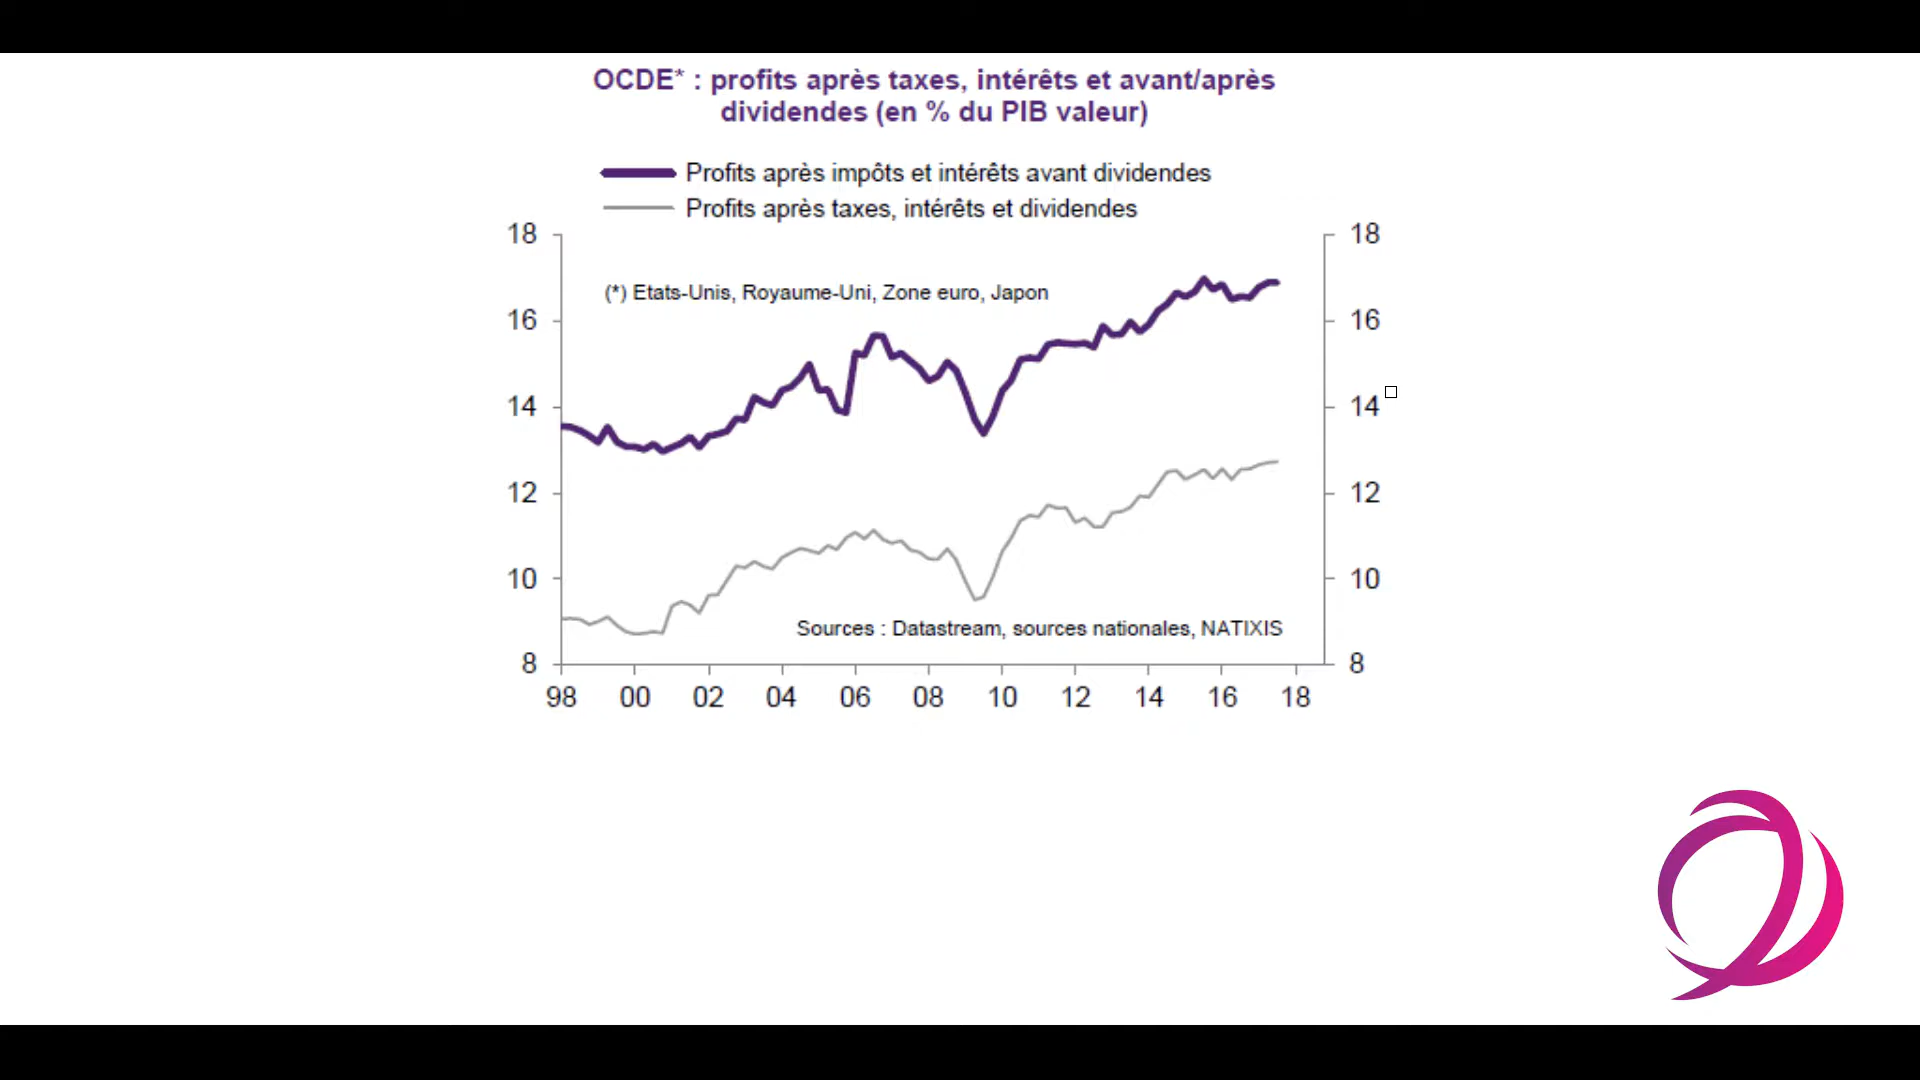 OCDE* : profits après taxes, intérêts et avant/après
dividendes (en % du PIB valeur)
Profits après impôts et intérêts avant dividendes
Profits après taxes, intérêts et dividendes
18 18
(*) Etats-Unis, Royaume-Uni, Zone euro, Japon
16 16
14 14
12 12
10 10
Sources : Datastream, sources nationales, NATIXIS
8 8
98 00 02 04 06 08 10 12 14 16 18